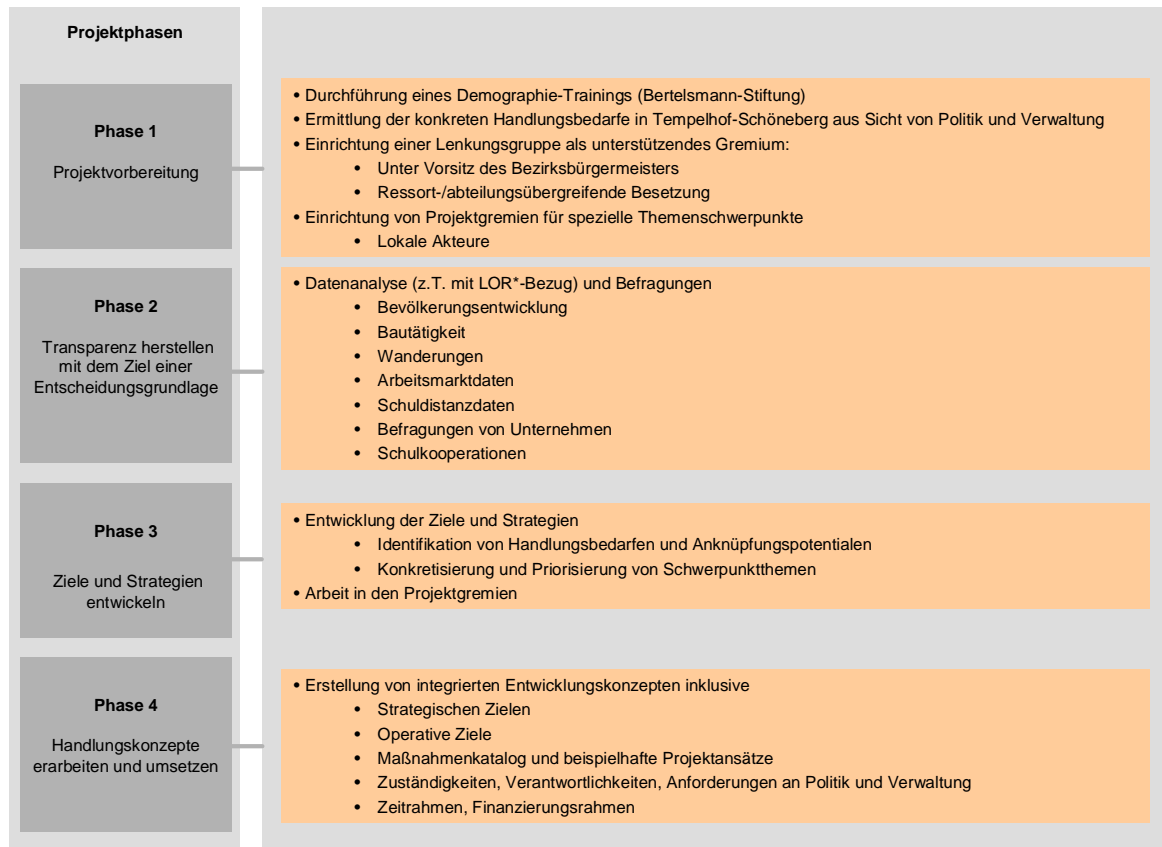 Projektphasen
Phase 1
Projektvorbereitung
• Durchführung eines Demographie-Trainings (Bertelsmann-Stiftung)
• Ermittlung der konkreten Handlungsbedarfe in Tempelhof-Schöneberg aus Sicht von Politik und Verwaltung
• Einrichtung einer Lenkungsgruppe als unterstützendes Gremium:
• Unter Vorsitz des Bezirksbürgermeisters
• Ressort-/abteilungsübergreifende Besetzung
• Einrichtung von Projektgremien für spezielle Themenschwerpunkte
• Lokale Akteure
Phase 2
Transparenz herstellen
mit dem Ziel einer
Entscheidungsgrundlage
• Datenanalyse (z.T. mit LOR*-Bezug) und Befragungen
• Bevölkerungsentwicklung
• Bautätigkeit
• Wanderungen
• Arbeitsmarktdaten
• Schuldistanzdaten
• Befragungen von Unternehmen
• Schulkooperationen
Phase 3
Ziele und Strategien
entwickeln
• Entwicklung der Ziele und Strategien
• Identifikation von Handlungsbedarfen und Anknüpfungspotentialen
• Konkretisierung und Priorisierung von Schwerpunktthemen
• Arbeit in den Projektgremien
Phase 4
Handlungskonzepte
erarbeiten und umsetzen
• Erstellung von integrierten Entwicklungskonzepten inklusive
• Strategischen Zielen
• Operative Ziele
• Maßnahmenkatalog und beispielhafte Projektansätze
• Zuständigkeiten, Verantwortlichkeiten, Anforderungen an Politik und Verwaltung
• Zeitrahmen, Finanzierungsrahmen